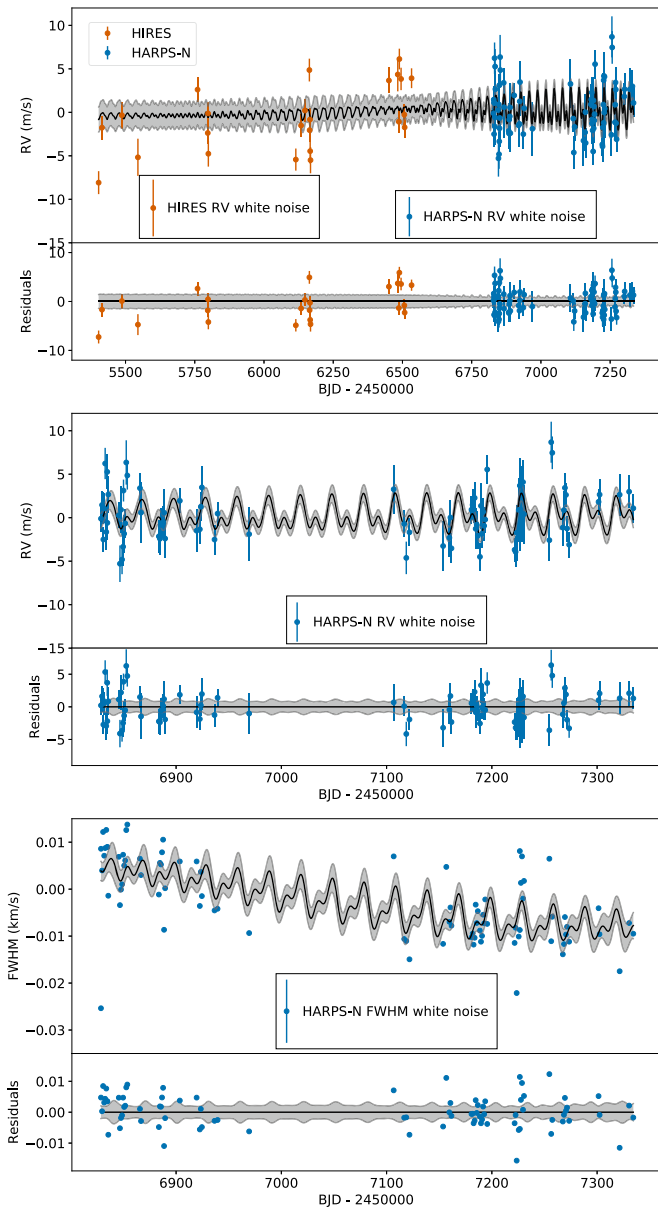 HIRES
HARPS-N
10
5
0
−5
−10
−15
RV (m/s)
HIRES RV white noise
HARPS-N RV white noise
10
0
−10
Residuals
5500 5750 6000 6250 6500 6750 7000 7250
BJD - 2450000
10
5
0
−5
−10
−15
RV (m/s)
HARPS-N RV white noise
5
0
−5
Residuals
6900 7000 7100 7200 7300
BJD - 2450000
0.01
0.00
−0.01
−0.02
−0.03
FWHM (km/s)
HARPS-N FWHM white noise
0.01
0.00
−0.01
Residuals
6900 7000 7100 7200 7300
BJD - 2450000